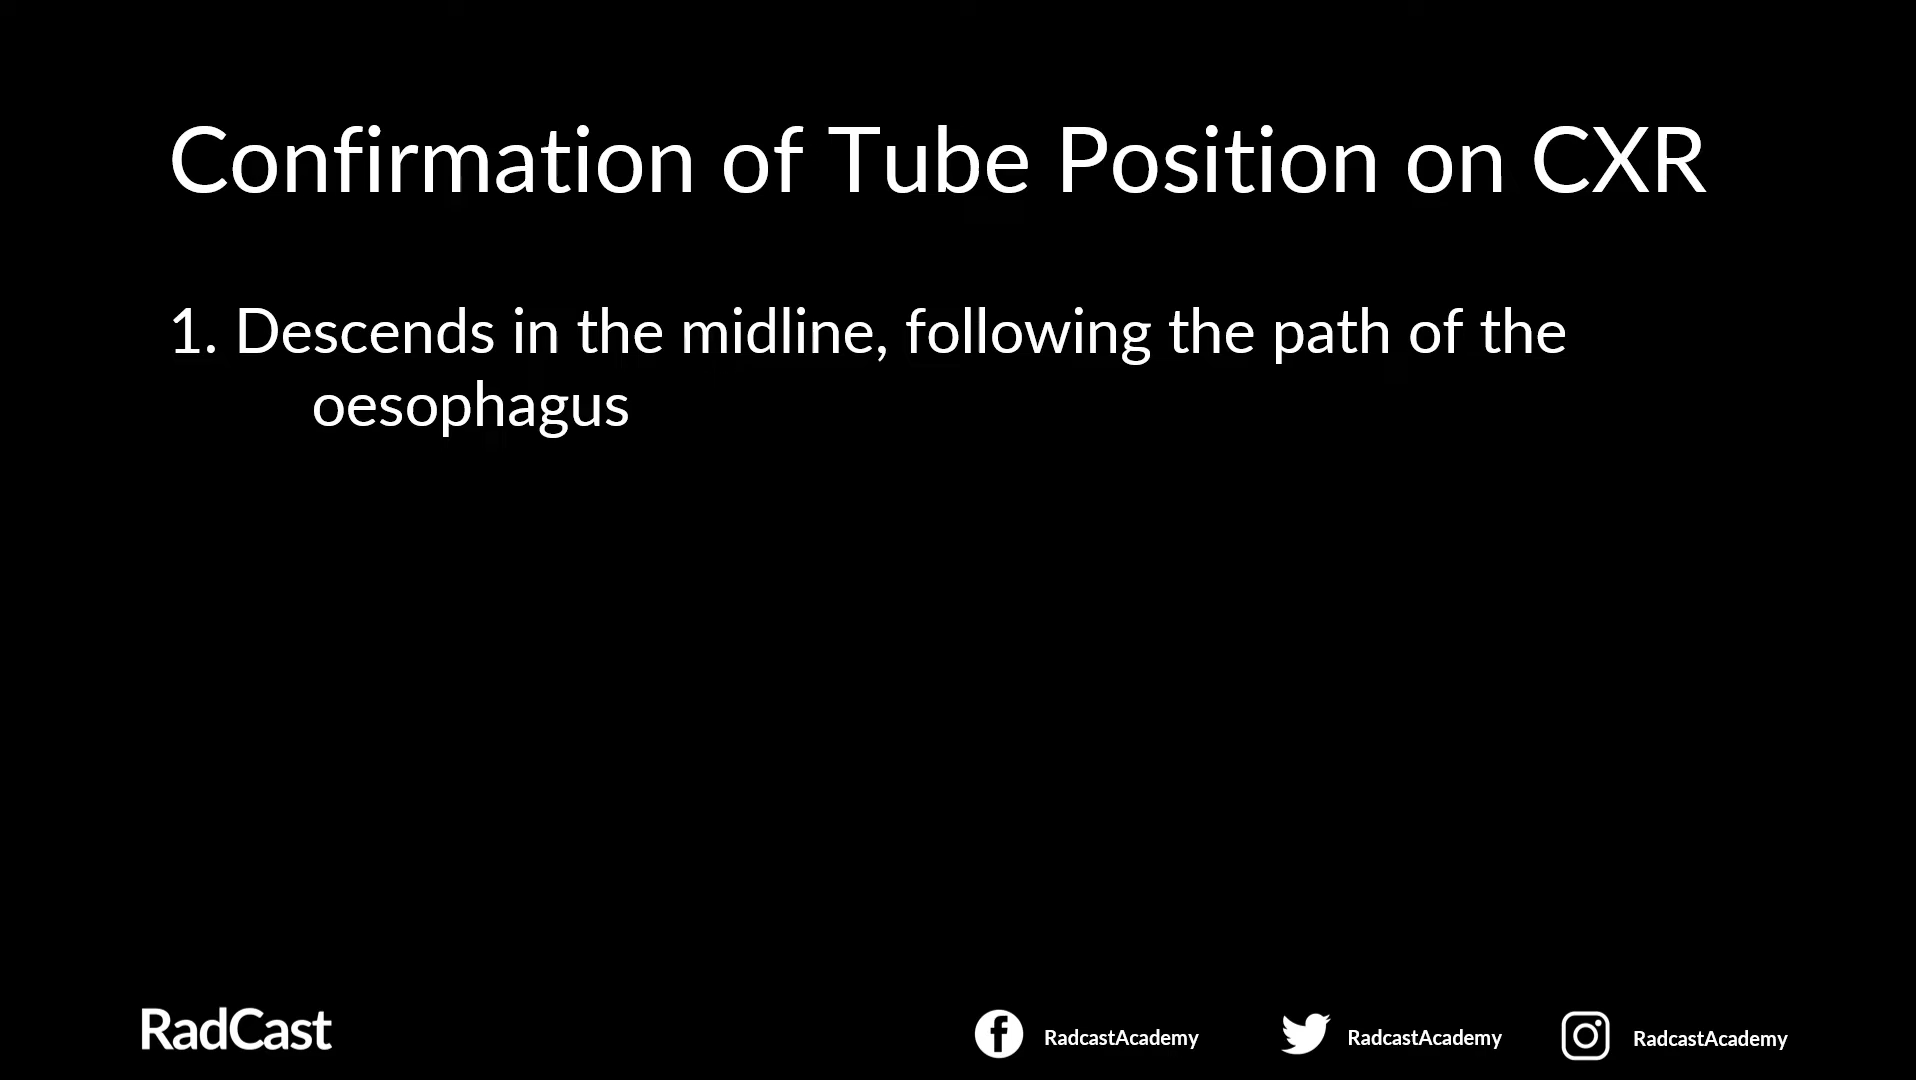 Confirmation of Tube Position on CXR
1. Descends in the midline, following the path of the
oesophagus
RadCast
RadcastAcademy
RadcastAcademy
RadcastAcademy